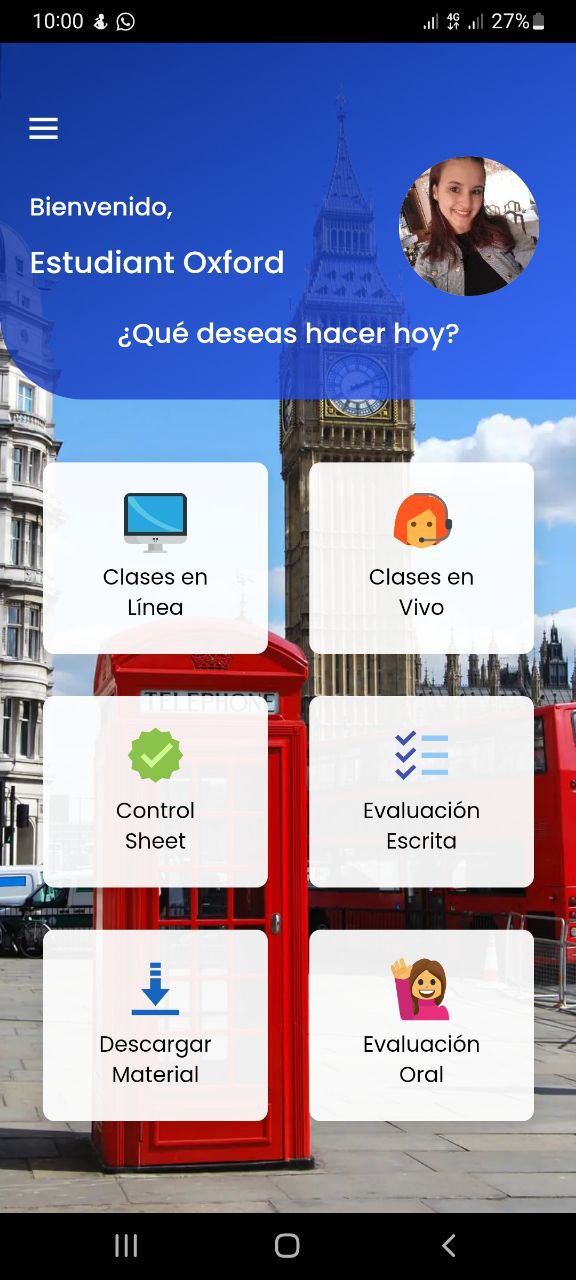 10:00
4G
27%
Bienvenido,
Estudiant Oxford
¿Qué deseas hacer hoy?
Clases en
Línea
Clases en
Vivo
TELEPHONE
Control
Sheet
Evaluación
Escrita
Descargar
Material
Evaluación
Oral